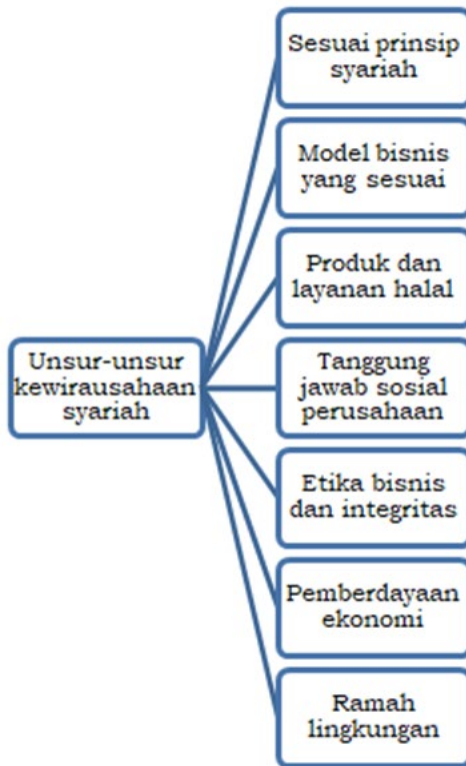 Unsur-unsur
kewirausahaan
syariah
Sesuai prinsip
syariah
Model bisnis
yang sesuai
Produk dan
layanan halal
Tanggung
jawab sosial
perusahaan
Etika bisnis
dan integritas
Pemberdayaan
ekonomi
Ramah
lingkungan